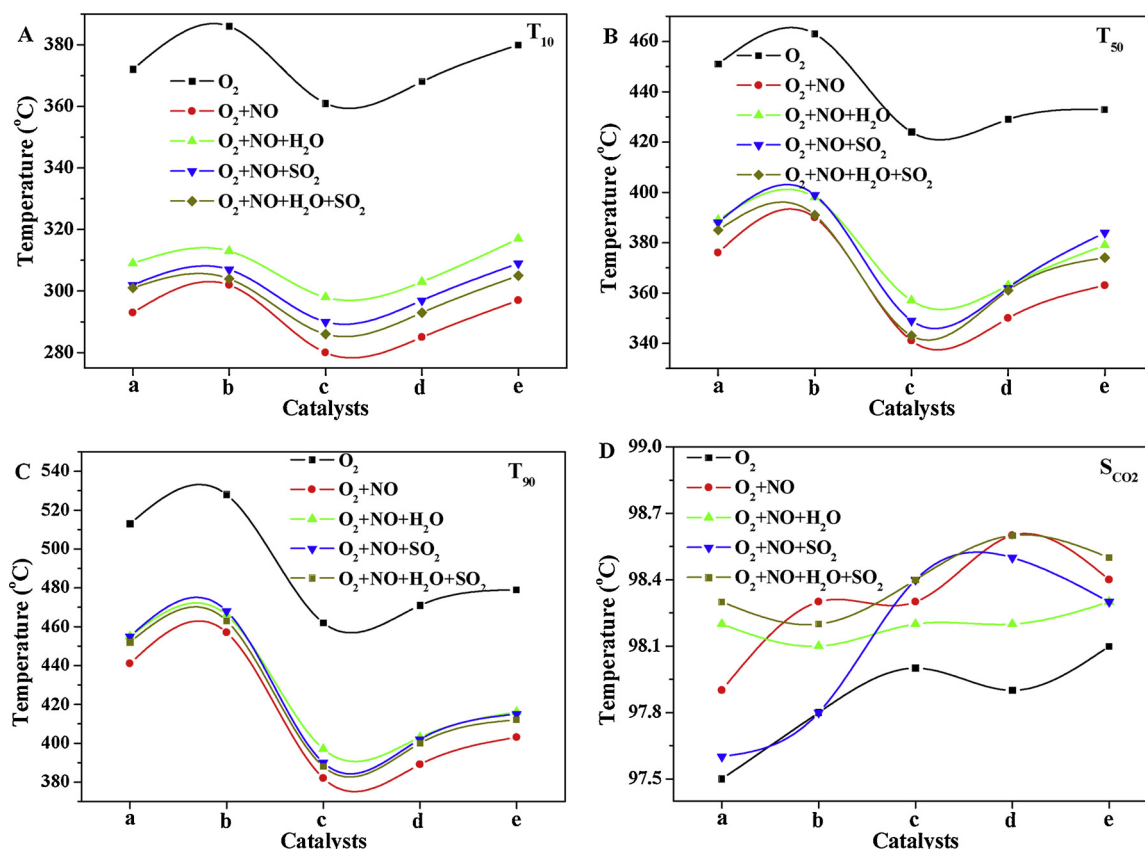 A
T10
O2
O2+NO
O2+NO+H2O
O2+NO+SO2
O2+NO+H2O+SO2
Temperature (°C)
380
360
340
320
300
280
a b c d e
Catalysts
B
T50
O2
O2+NO
O2+NO+H2O
O2+NO+SO2
O2+NO+H2O+SO2
Temperature (°C)
460
440
420
400
380
360
340
a b c d e
Catalysts
C
T90
O2
O2+NO
O2+NO+H2O
O2+NO+SO2
O2+NO+H2O+SO2
Temperature (°C)
540
520
500
480
460
440
420
400
380
a b c d e
Catalysts
D
SCO2
O2
O2+NO
O2+NO+H2O
O2+NO+SO2
O2+NO+H2O+SO2
Temperature (°C)
99.0
98.7
98.4
98.1
97.8
97.5
a b c d e
Catalysts